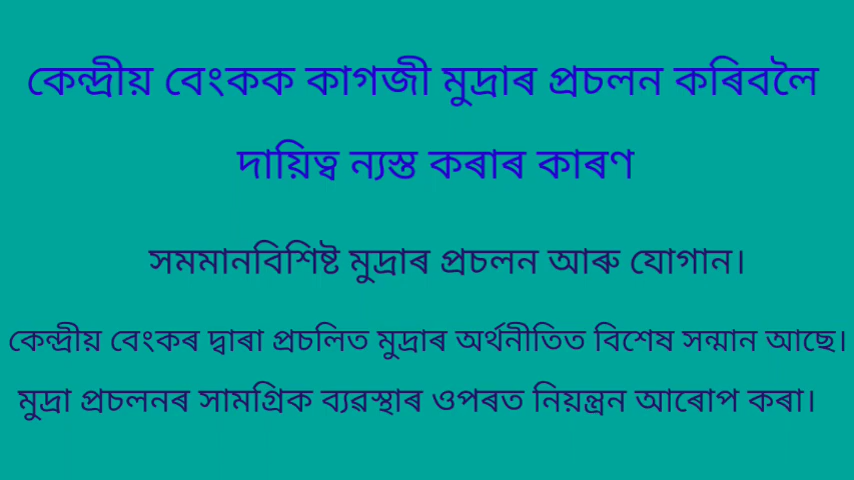 কেন্দ্ৰীয় বেংকক কাগজী মুদ্ৰাৰ প্ৰচলন কৰিবলৈ
দায়িত্ব ন্যস্ত কৰাৰ কাৰণ
সমমানবিশিষ্ট মুদ্ৰাৰ প্ৰচলন আৰু যোগান।
কেন্দ্ৰীয় বেংকৰ দ্বাৰা প্ৰচলিত মুদ্ৰাৰ অৰ্থনীতিত বিশেষ সন্মান আছে।
মুদ্ৰা প্ৰচলনৰ সামগ্ৰিক ব্যৱস্থাৰ ওপৰত নিয়ন্ত্ৰন আৰোপ কৰা।